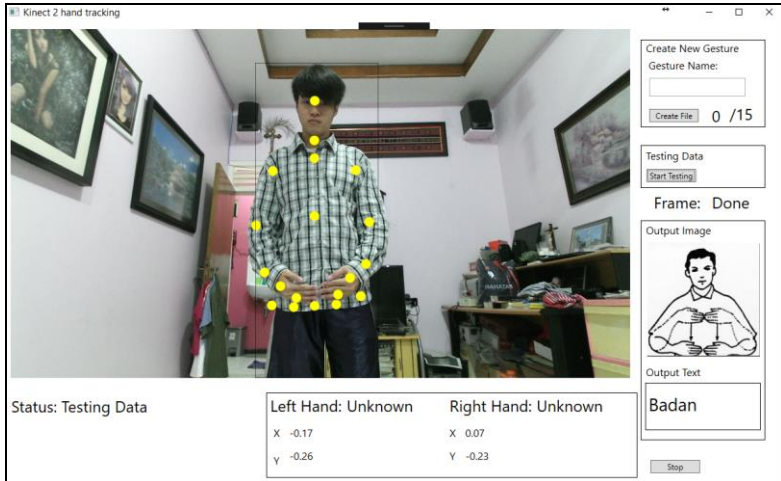 Kinect 2 hand tracking
Create New Gesture
Gesture Name:
Create File 0 /15
Testing Data
Start Testing
Frame: Done
Output Image
Output Text
Badan
Status: Testing Data
Left Hand: Unknown Right Hand: Unknown
X -0.17 X 0.07
Y -0.26 Y -0.23
Stop